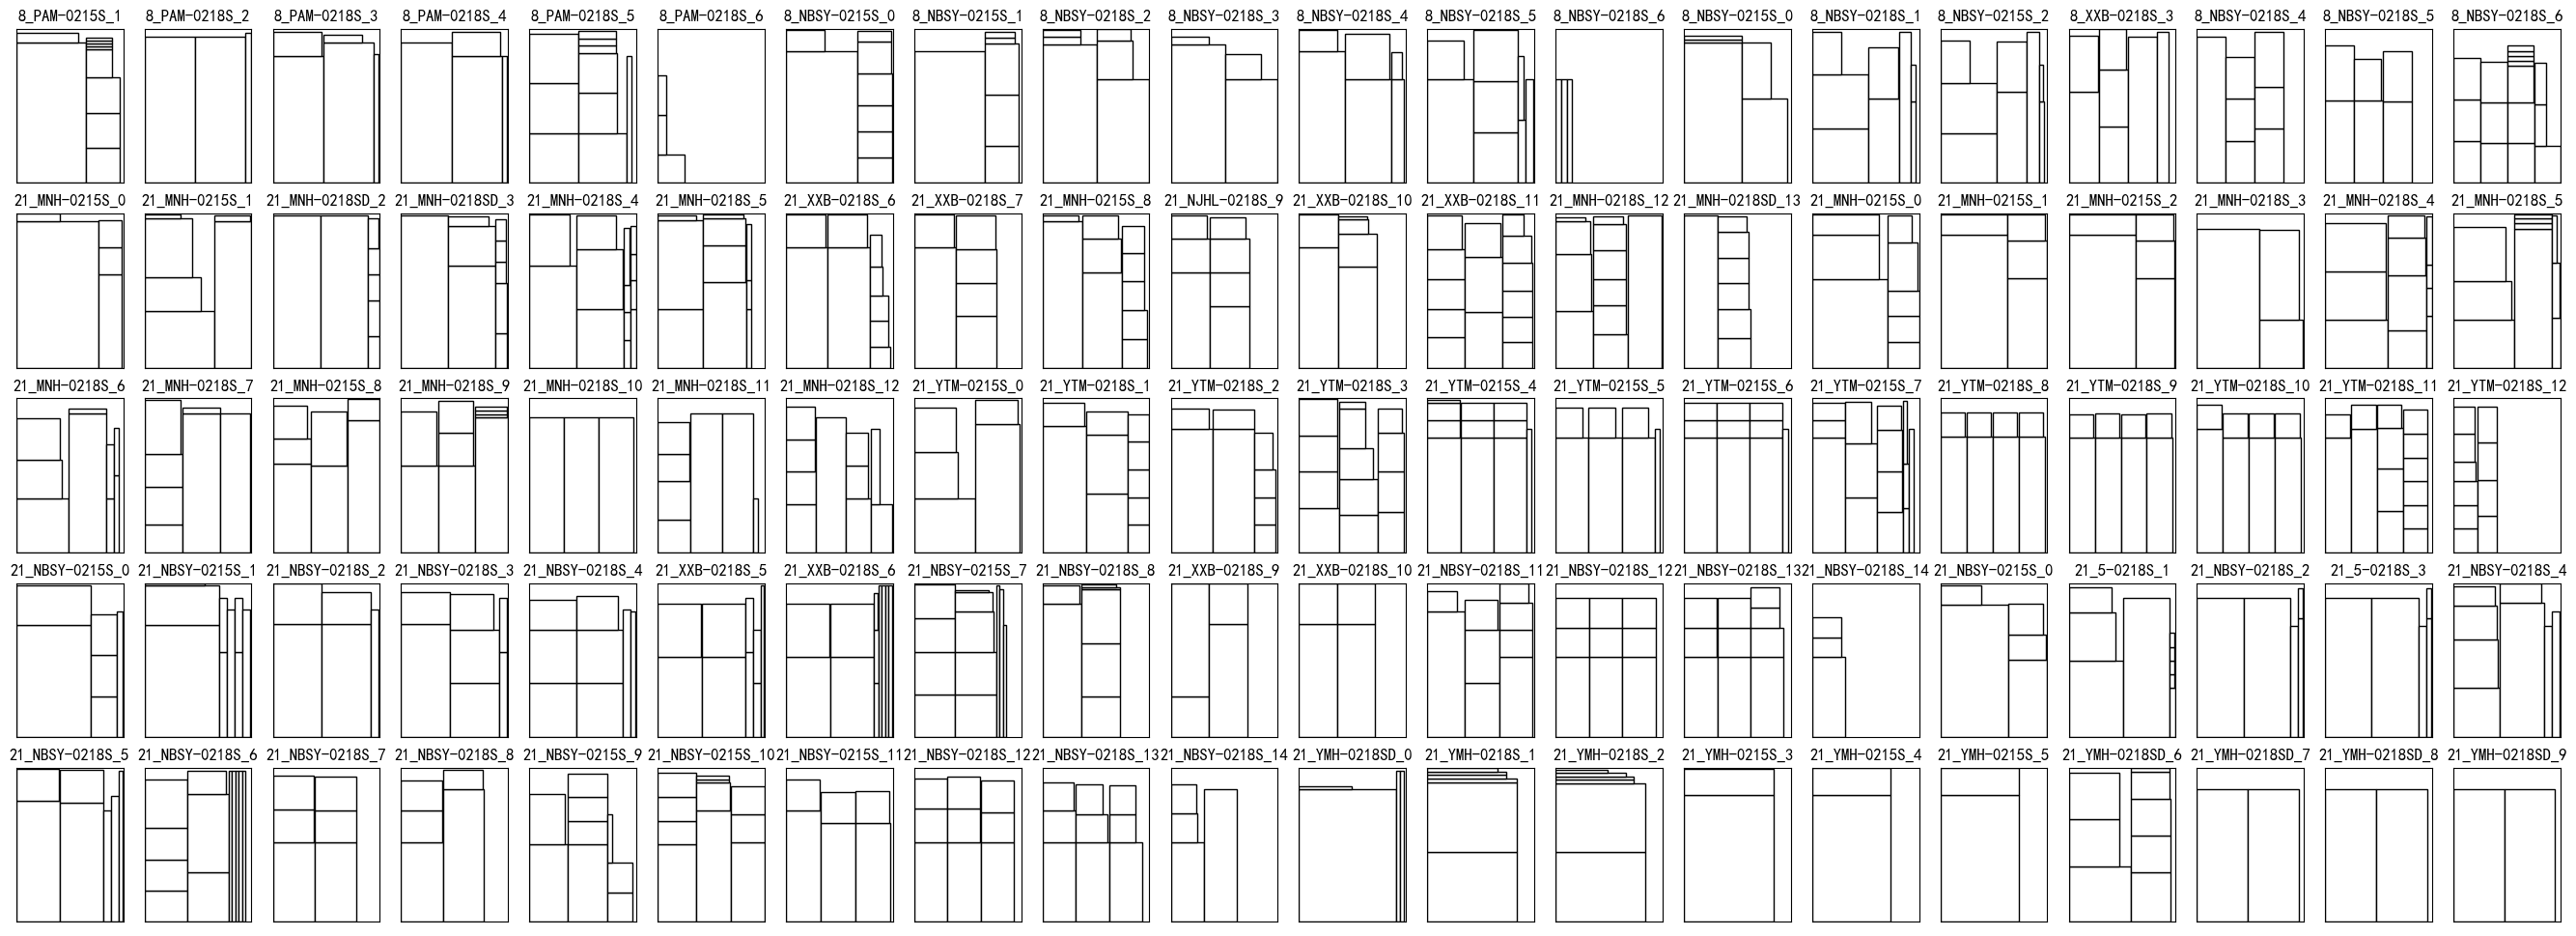 8_PAM-0218S_1 8_PAM-0218S_2 8_PAM-0218S_3 8_PAM-0218S_4 8_PAM-0218S_5 8_PAM-0218S_6 8_NBSY-0215S_0 8_NBSY-0215S_1 8_NBSY-0218S_2 8_NBSY-0218S_3 8_NBSY-0218S_4 8_NBSY-0218S_5 8_NBSY-0218S_6 8_NBSY-0215S_0 8_NBSY-0218S_1 8_NBSY-0215S_2 8_XXB-0218S_3 8_NBSY-0218S_4 8_NBSY-0218S_5 8_NBSY-0218S_6
21_MNH-0215S_0 21_MNH-0215S_1 21_MNH-0218SD_2 21_MNH-0218SD_3 21_MNH-0218S_4 21_MNH-0218S_5 21_XXB-0218S_6 21_XXB-0218S_7 21_MNH-0215S_8 21_NJHL-0218S_9 21_XXB-0218S_10 21_XXB-0218S_11 21_MNH-0218S_12 21_MNH-0218SD_13 21_MNH-0215S_0 21_MNH-0215S_1 21_MNH-0215S_2 21_MNH-0218S_3 21_MNH-0218S_4 21_MNH-0218S_5
21_MNH-0218S_6 21_MNH-0218S_7 21_MNH-0215S_8 21_MNH-0218S_9 21_MNH-0218S_10 21_MNH-0218S_11 21_MNH-0218S_12 21_YTM-0215S_0 21_YTM-0218S_1 21_YTM-0218S_2 21_YTM-0218S_3 21_YTM-0215S_4 21_YTM-0215S_5 21_YTM-0215S_6 21_YTM-0215S_7 21_YTM-0218S_8 21_YTM-0218S_9 21_YTM-0218S_10 21_YTM-0218S_11 21_YTM-0218S_12
21_NBSY-0215S_0 21_NBSY-0215S_1 21_NBSY-0218S_2 21_NBSY-0218S_3 21_NBSY-0218S_4 21_XXB-0218S_5 21_XXB-0218S_6 21_NBSY-0215S_7 21_NBSY-0218S_8 21_XXB-0218S_9 21_XXB-0218S_10 21_NBSY-0218S_11 21_NBSY-0218S_12 21_NBSY-0218S_13 21_NBSY-0218S_14 21_NBSY-0215S_0 21_5-0218S_1 21_NBSY-0218S_2 21_5-0218S_3 21_NBSY-0218S_4
21_NBSY-0218S_5 21_NBSY-0218S_6 21_NBSY-0218S_7 21_NBSY-0218S_8 21_NBSY-0215S_9 21_NBSY-0215S_10 21_NBSY-0215S_11 21_NBSY-0218S_12 21_NBSY-0218S_13 21_NBSY-0218S_14 21_YMH-0218SD_0 21_YMH-0218S_1 21_YMH-0218S_2 21_YMH-0215S_3 21_YMH-0215S_4 21_YMH-0215S_5 21_YMH-0218SD_6 21_YMH-0218SD_7 21_YMH-0218SD_8 21_YMH-0218SD_9